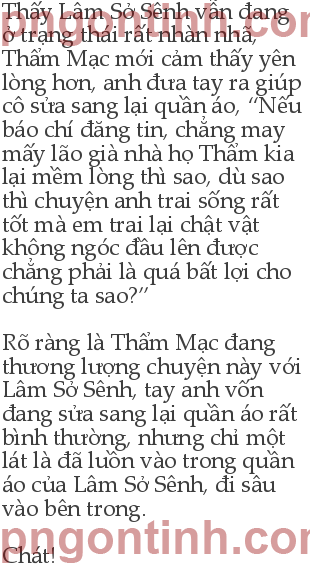 Thấy Lâm Sở Sênh vẫn đang
ở trạng thái rất nhàn nhã,
Thẩm Mạc mới cảm thấy yên
lòng hơn, anh đưa tay ra giúp
cô sửa sang lại quần áo, “Nếu
báo chí đăng tin, chẳng may
mấy lão già nhà họ Thẩm kia
lại mềm lòng thì sao, dù sao
thì chuyện anh trai sống rất
tốt mà em trai lại chật vật
không ngóc đầu lên được
chẳng phải là quá bất lợi cho
chúng ta sao?”
Rõ ràng là Thẩm Mạc đang
thương lượng chuyện này với
Lâm Sở Sênh, tay anh vốn
đang sửa sang lại quần áo rất
bình thường, nhưng chỉ một
lát là đã luồn vào trong quần
áo của Lâm Sở Sênh, đi sâu
vào bên trong.
Chát!
pngontinh.com
pngontinh.com